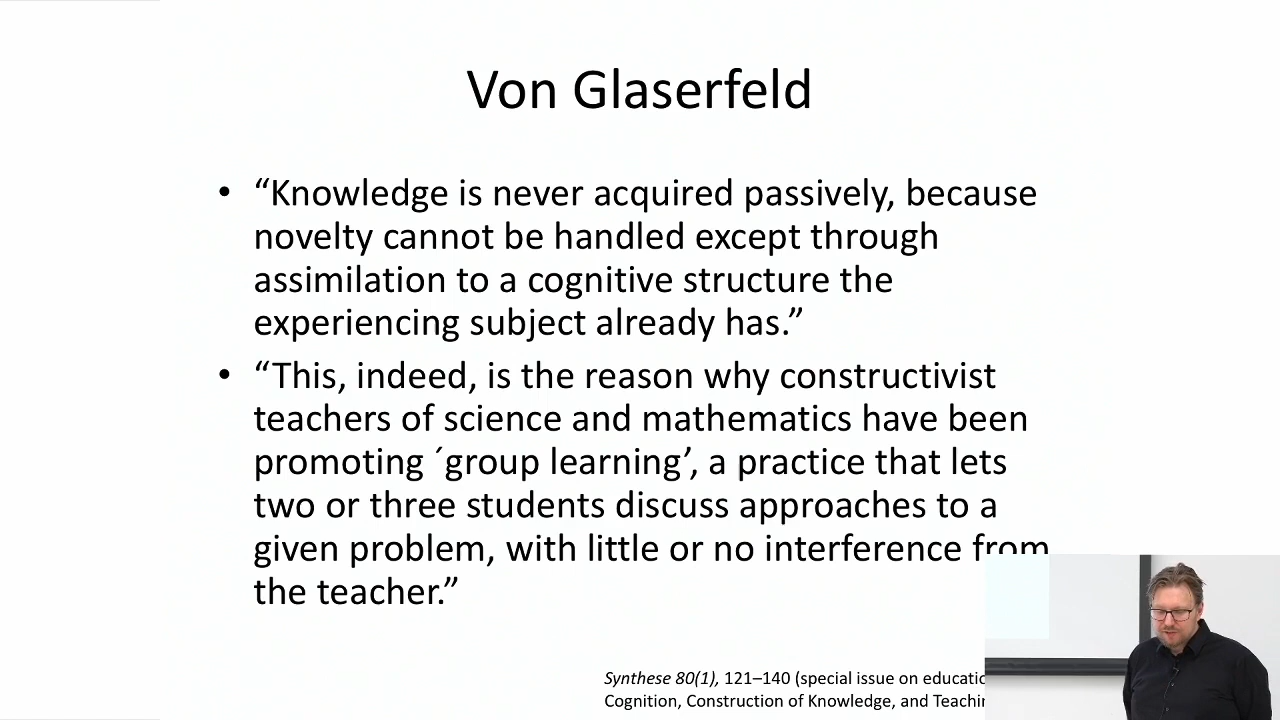 Von Glaserfeld
• “Knowledge is never acquired passively, because
novelty cannot be handled except through
assimilation to a cognitive structure the
experiencing subject already has.”
• “This, indeed, is the reason why constructivist
teachers of science and mathematics have been
promoting ´group learning’, a practice that lets
two or three students discuss approaches to a
given problem, with little or no interference from
the teacher.”
Synthese 80(1), 121–140 (special issue on
Cognition, Construction of Knowledge, and